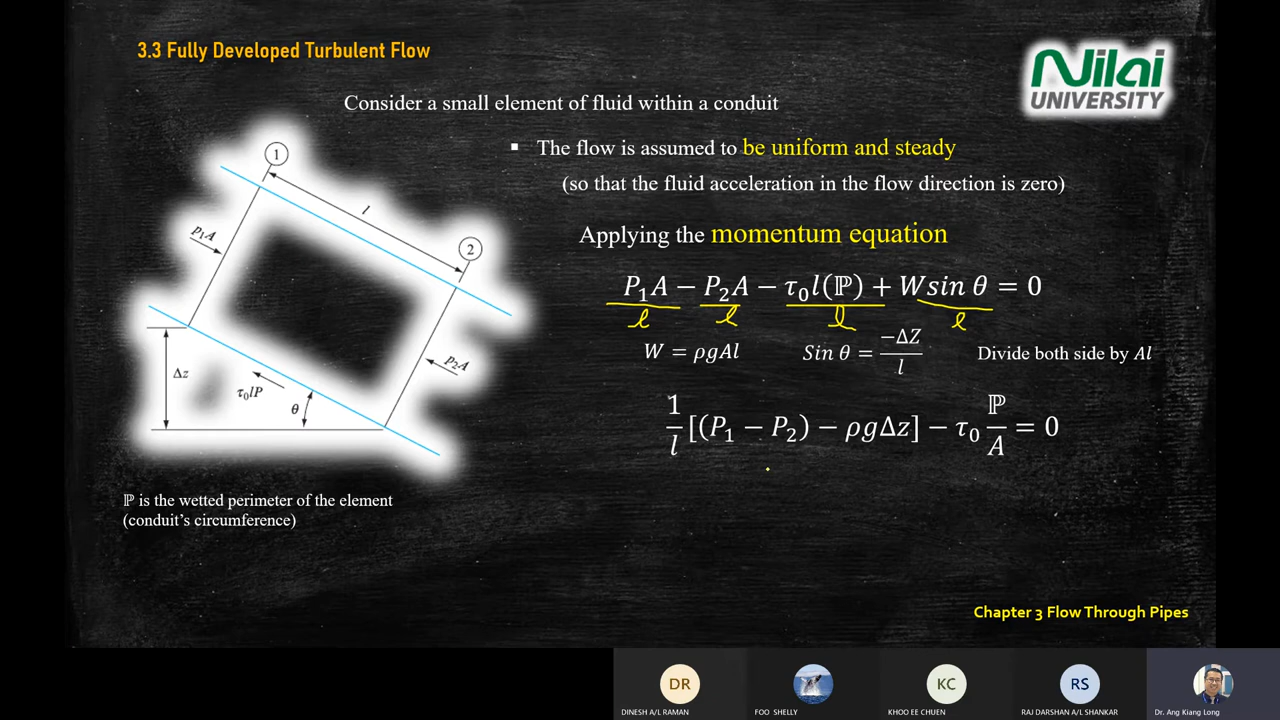 3.3 Fully Developed Turbulent Flow
Nilai
UNIVERSITY
Consider a small element of fluid within a conduit
▪ The flow is assumed to be uniform and steady
(so that the fluid acceleration in the flow direction is zero)
Applying the momentum equation
P₁A − P₂A − τ₀l(ℙ) + Wsin θ = 0
l l l l
W = ρgAl
Sin θ = −ΔZ/l
Divide both side by Al
1/l [(P₁ − P₂) − ρgΔz] − τ₀ ℙ/A = 0
1
l
2
p₁A
p₂A
Δz
τ₀lP
θ
ℙ is the wetted perimeter of the element
(conduit's circumference)
Chapter 3 Flow Through Pipes
DR
KC
RS
DINESH A/L RAMAN
FOO SHELLY
KHOO EE CHUEN
RAJ DARSHAN A/L SHANKAR
Dr. Ang Kiang Long